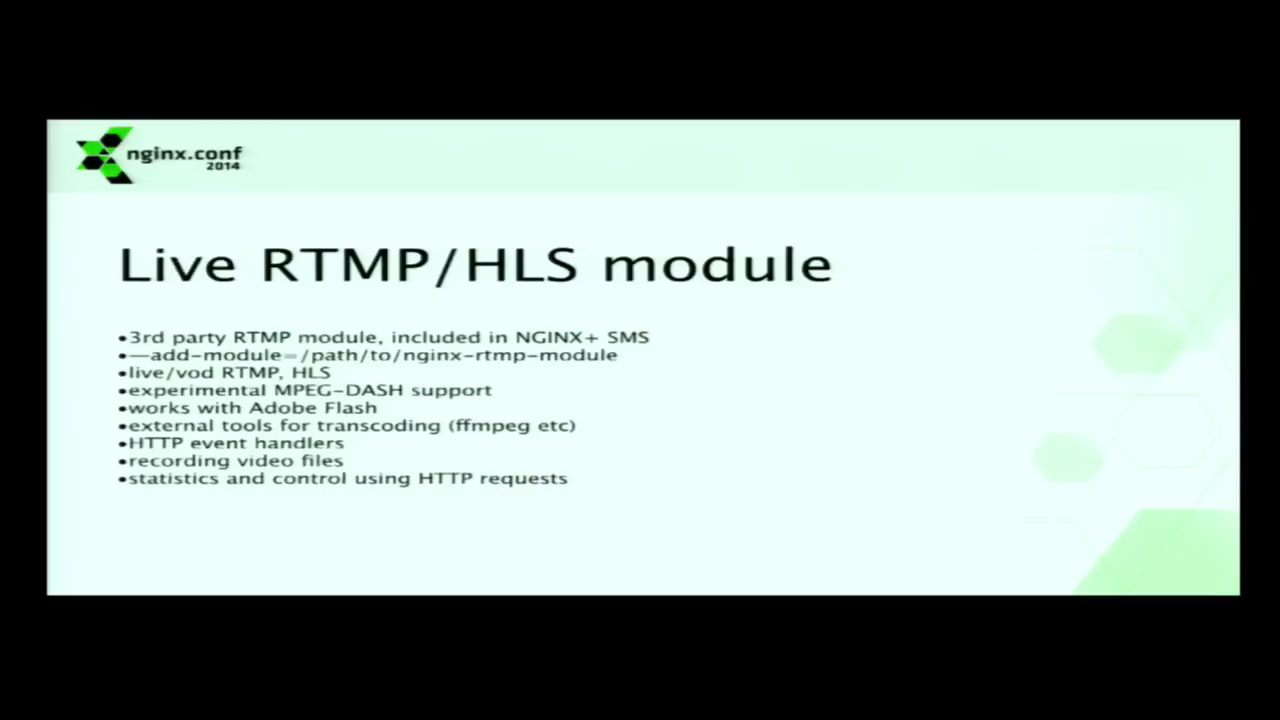 nginx.conf
2014
Live RTMP/HLS module
•3rd party RTMP module, included in NGINX+ SMS
•—add-module=/path/to/nginx-rtmp-module
•live/vod RTMP, HLS
•experimental MPEG-DASH support
•works with Adobe Flash
•external tools for transcoding (ffmpeg etc)
•HTTP event handlers
•recording video files
•statistics and control using HTTP requests